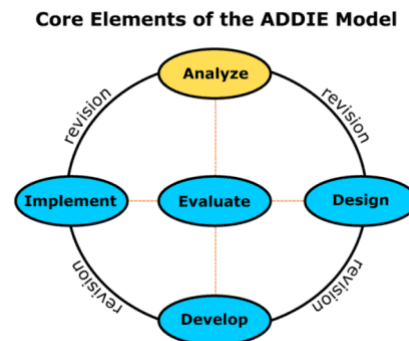 Core Elements of the ADDIE Model
Analyze
revision
revision
Implement
Evaluate
Design
revision
revision
Develop